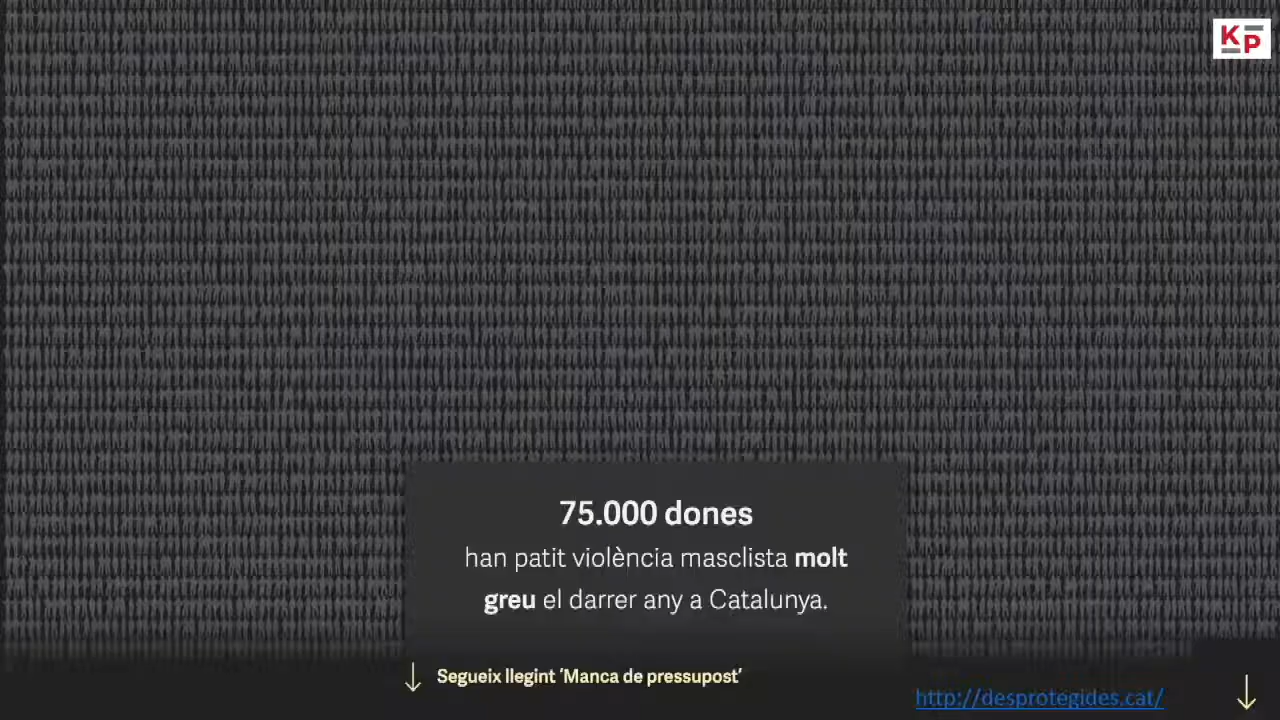 KP
75.000 dones
han patit violència masclista molt
greu el darrer any a Catalunya.
Segueix llegint ‘Manca de pressupost’
http://desprotegides.cat/